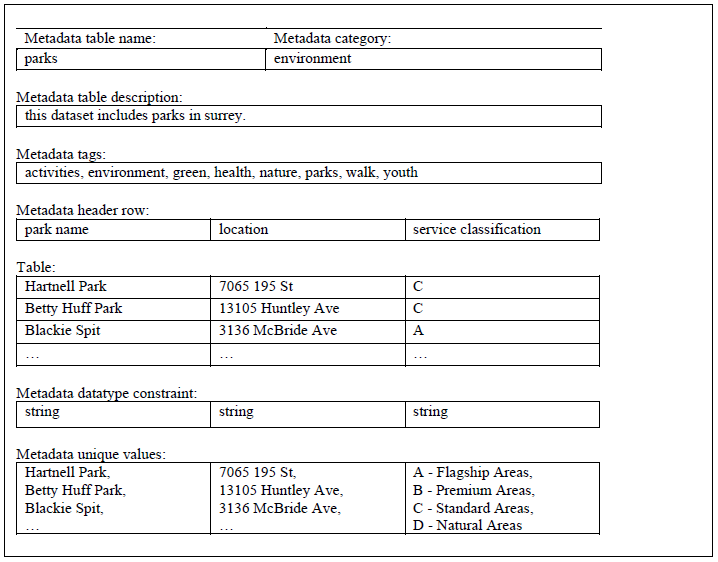 Metadata table name: Metadata category:
parks environment
Metadata table description:
this dataset includes parks in surrey.
Metadata tags:
activities, environment, green, health, nature, parks, walk, youth
Metadata header row:
park name location service classification
Table:
Hartnell Park 7065 195 St C
Betty Huff Park 13105 Huntley Ave C
Blackie Spit 3136 McBride Ave A
… … …
Metadata datatype constraint:
string string string
Metadata unique values:
Hartnell Park, 7065 195 St, A - Flagship Areas,
Betty Huff Park, 13105 Huntley Ave, B - Premium Areas,
Blackie Spit, 3136 McBride Ave, C - Standard Areas,
… … D - Natural Areas